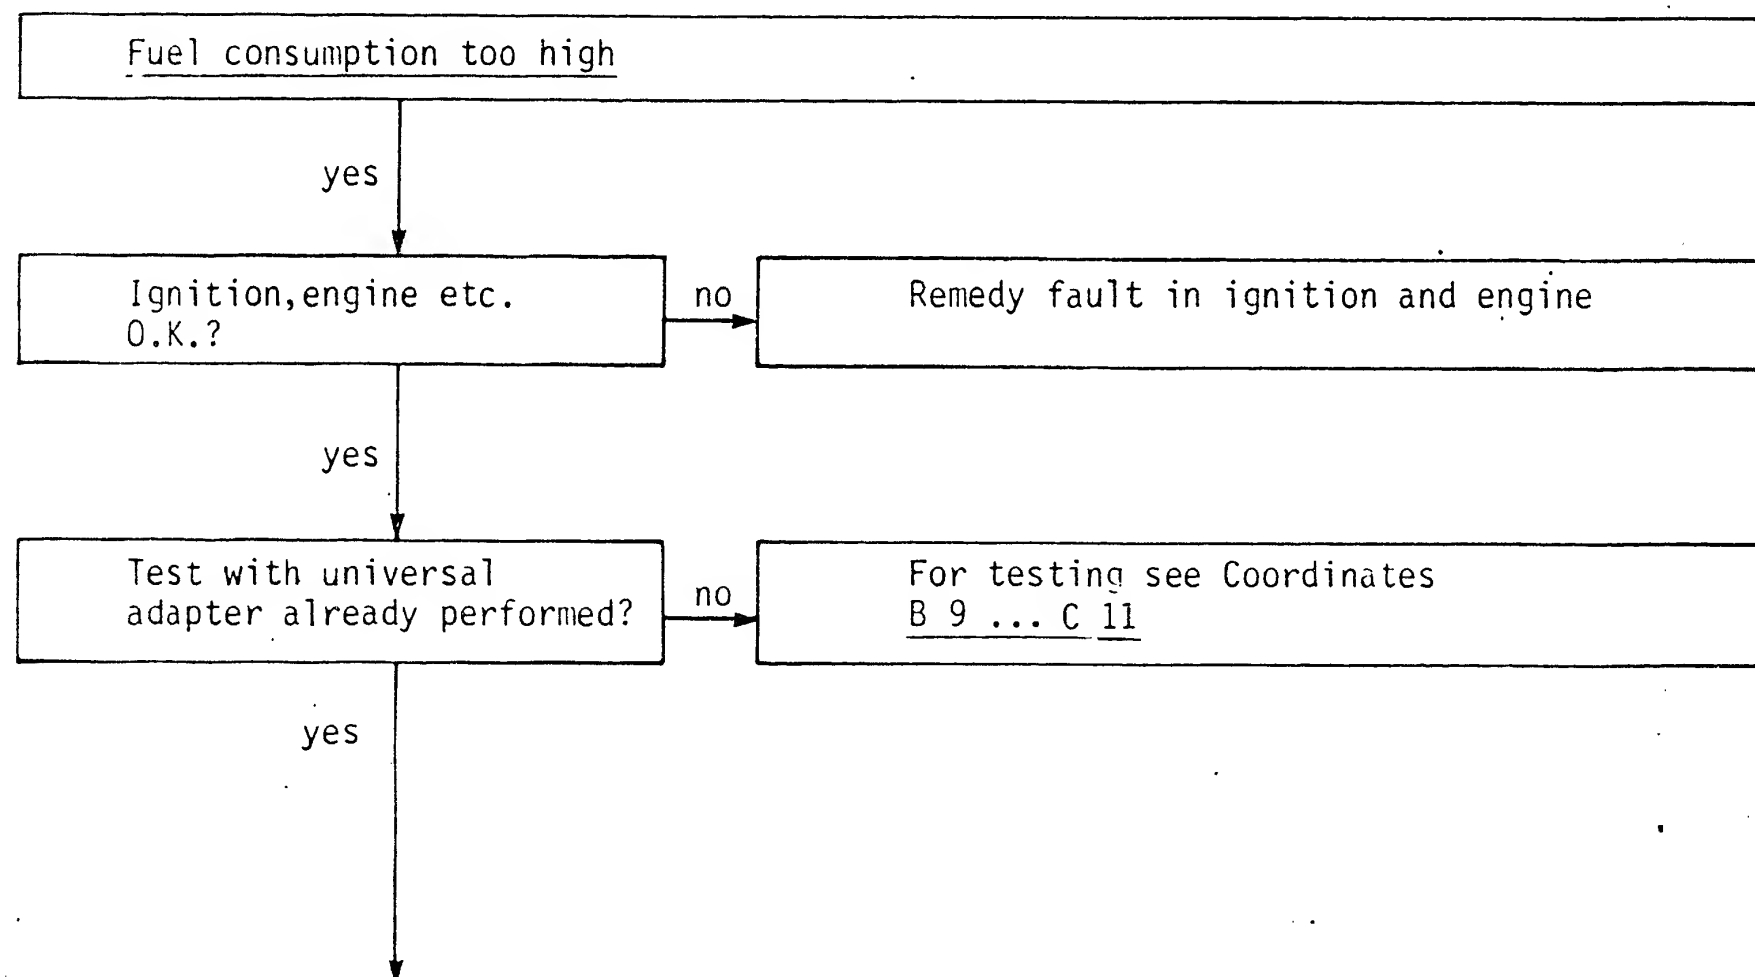 Fuel consumption too high
yes
Ignition,engine etc.
O.K.?
no
Remedy fault in ignition and engine
yes
Test with universal
adapter already performed?
no
For testing see Coordinates
B 9 ... C 11
yes